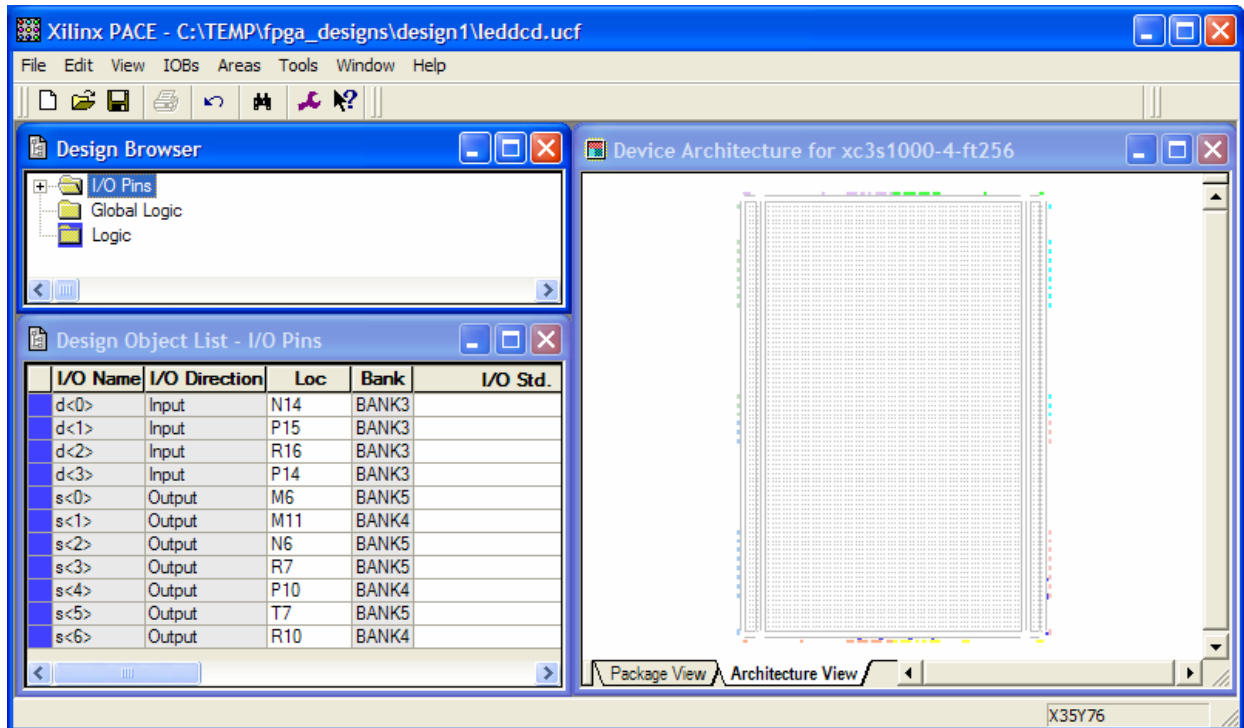 Xilinx PACE - C:\TEMP\fpga_designs\design1\leddcd.ucf
File Edit View IOBs Areas Tools Window Help
Design Browser
I/O Pins
Global Logic
Logic
Design Object List - I/O Pins
I/O Name I/O Direction Loc Bank I/O Std.
d<0> Input N14 BANK3
d<1> Input P15 BANK3
d<2> Input R16 BANK3
d<3> Input P14 BANK3
s<0> Output M6 BANK5
s<1> Output M11 BANK4
s<2> Output N6 BANK5
s<3> Output R7 BANK5
s<4> Output P10 BANK4
s<5> Output T7 BANK5
s<6> Output R10 BANK4
Device Architecture for xc3s1000-4-ft256
Package View Architecture View
X35Y76